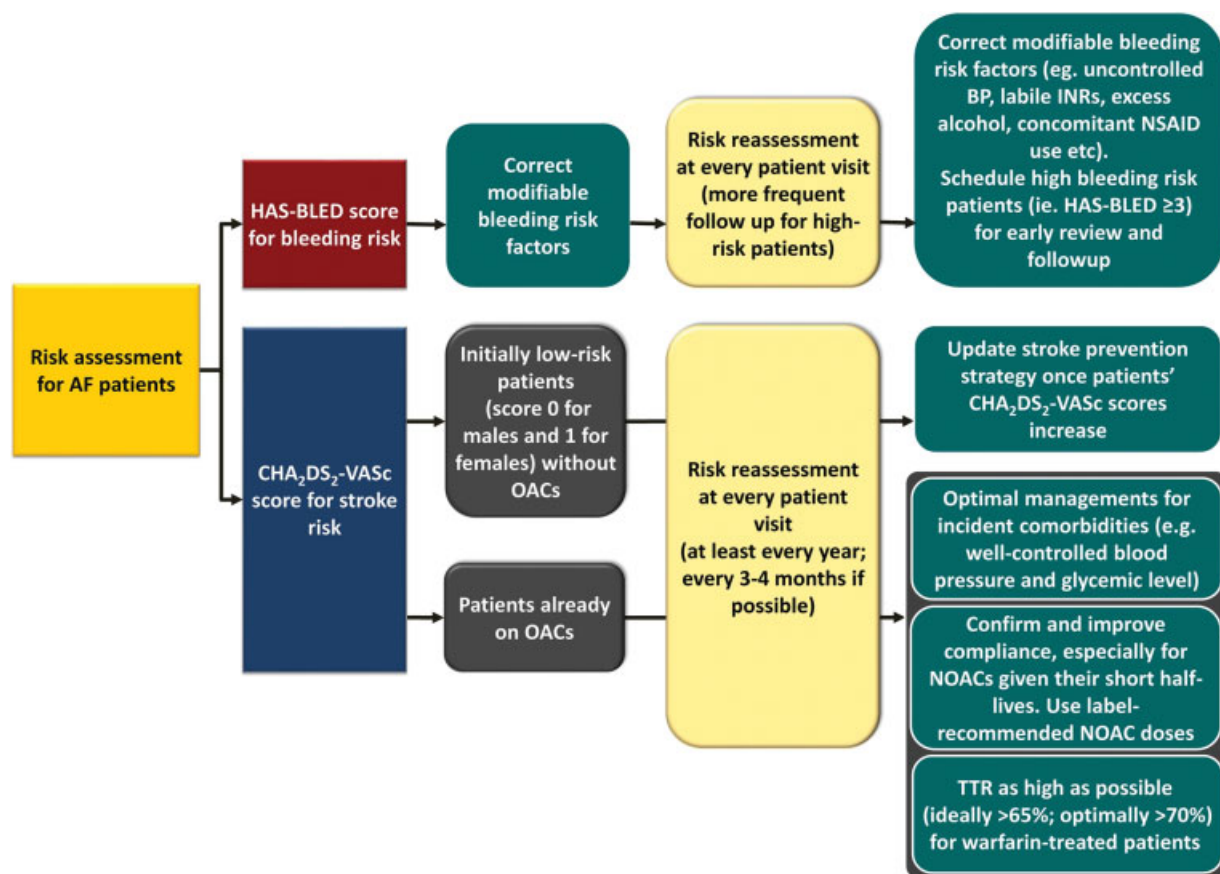 Risk assessment
for AF patients
HAS-BLED score
for bleeding risk
Correct
modifiable
bleeding risk
factors
Risk reassessment
at every patient visit
(more frequent
follow up for high-
risk patients)
Correct modifiable bleeding
risk factors (eg. uncontrolled
BP, labile INRs, excess
alcohol, concomitant NSAID
use etc).
Schedule high bleeding risk
patients (ie. HAS-BLED ≥3)
for early review and
followup
CHA₂DS₂-VASc
score for stroke
risk
Initially low-risk
patients
(score 0 for
males and 1 for
females) without
OACs
Patients already
on OACs
Risk reassessment
at every patient
visit
(at least every year;
every 3-4 months if
possible)
Update stroke prevention
strategy once patients’
CHA₂DS₂-VASc scores
increase
Optimal managements for
incident comorbidities (e.g.
well-controlled blood
pressure and glycemic level)
Confirm and improve
compliance, especially for
NOACs given their short half-
lives. Use label-
recommended NOAC doses
TTR as high as possible
(ideally >65%; optimally >70%)
for warfarin-treated patients